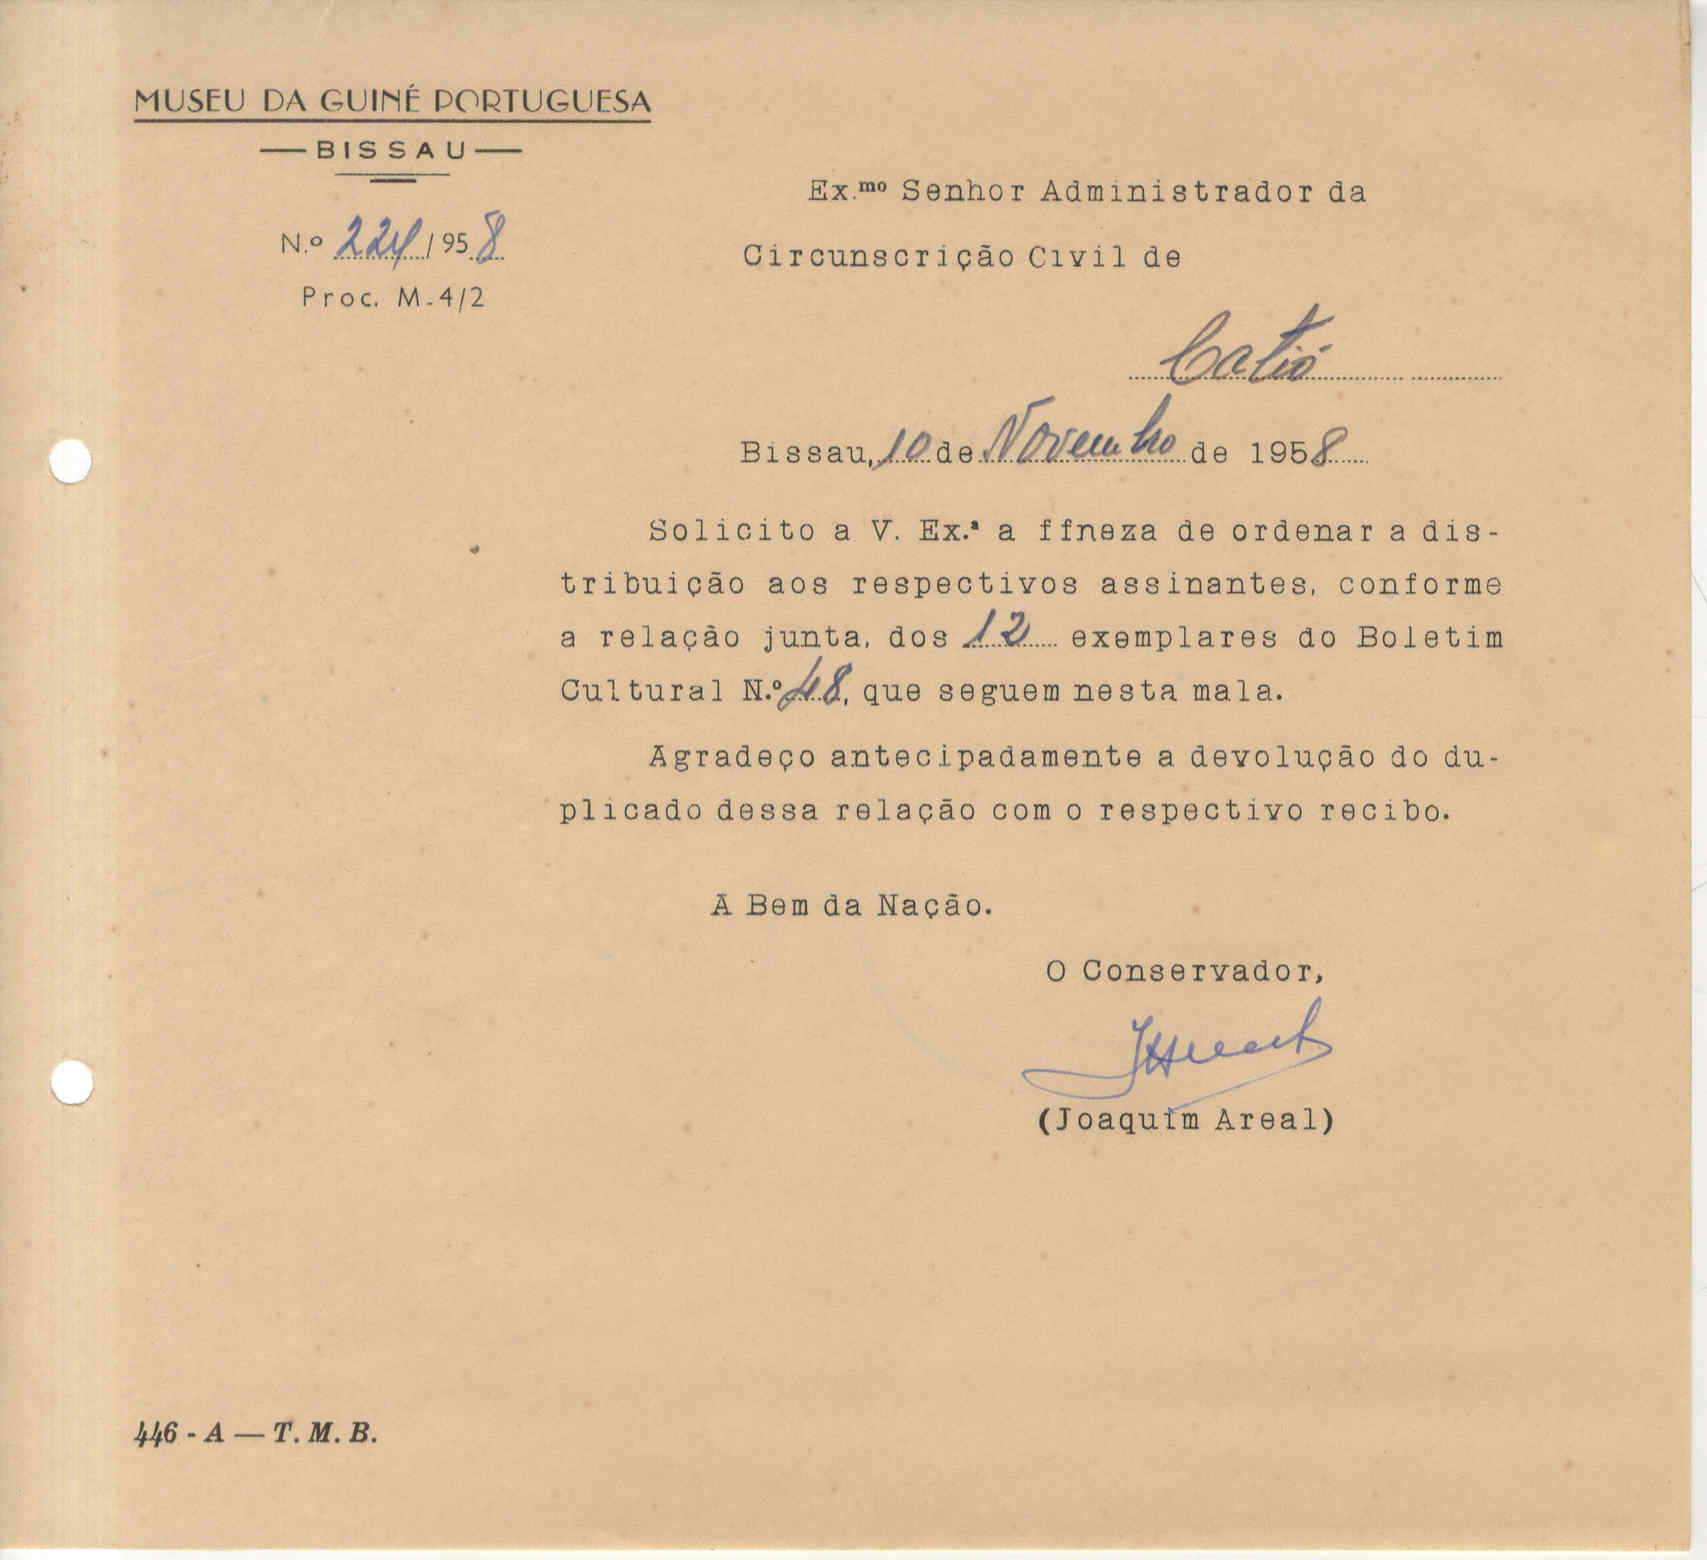 MUSEU DA GUINÉ PORTUGUESA
BISSAU
N.º 224/1958
Proc. M-4/2
Ex.mo Senhor Administrador da
Circunscrição Civil de
Catió
Bissau, 10 de Novembro de 1958
Solicito a V. Ex.ª a ffneza de ordenar a dis-
tribuição aos respectivos assinantes, conforme
a relação junta, dos 12 exemplares do Boletim
Cultural N.º 48, que seguem nesta mala.
Agradeço antecipadamente a devolução do du-
plicado dessa relação com o respectivo recibo.
A Bem da Nação.
O Conservador,
(Joaquim Areal)
446 - A — T. M. B.